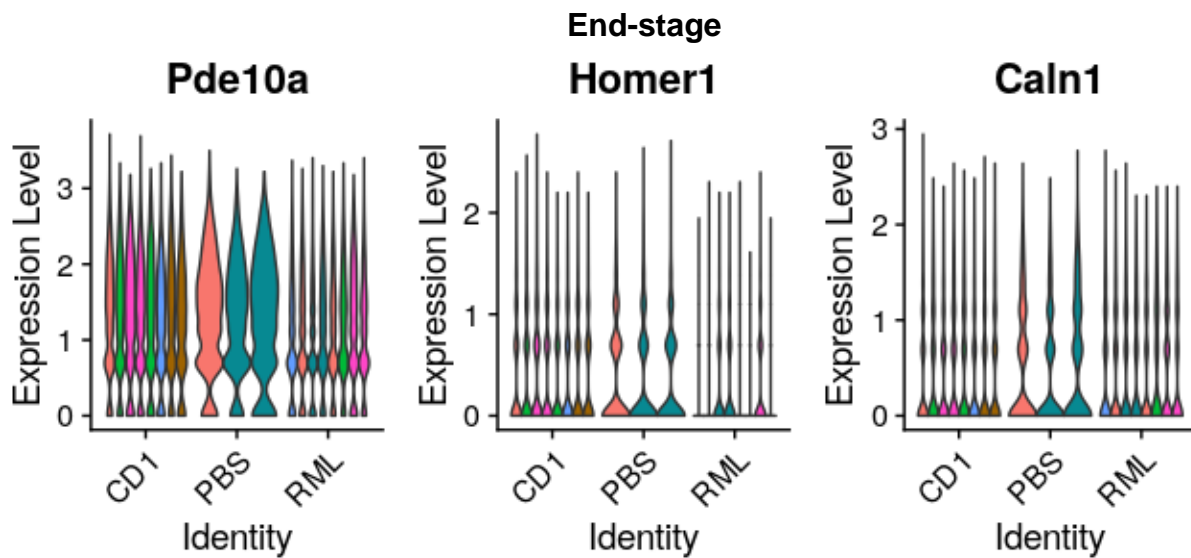 End-stage
Pde10a
Expression Level
3
2
1
0
CD1
PBS
RML
Identity
Homer1
Expression Level
2
1
0
CD1
PBS
RML
Identity
Caln1
Expression Level
3
2
1
0
CD1
PBS
RML
Identity